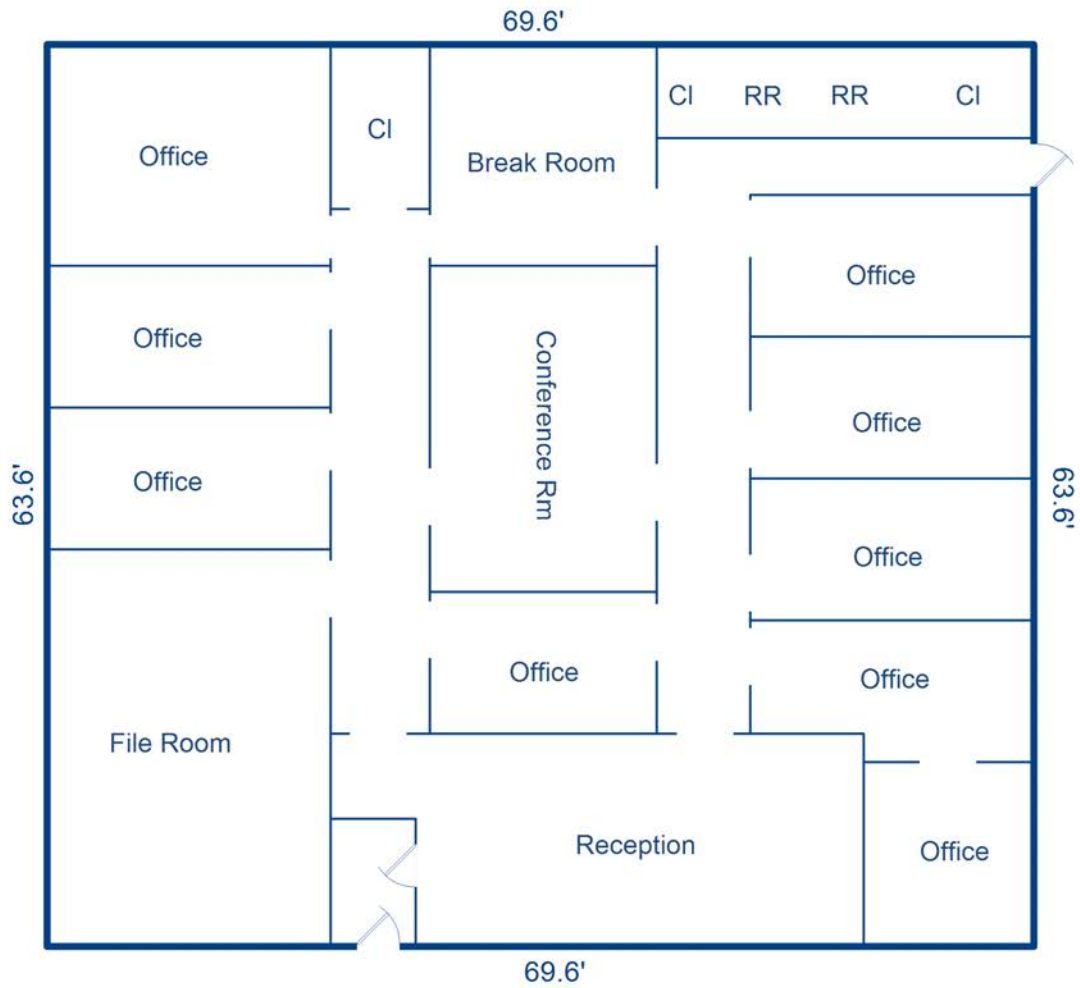 69.6'
Cl RR RR Cl
Cl
Office
Break Room
Office
Office
Conference Rm
Office
Office
63.6'
63.6'
Office
Office
Office
Office
File Room
Reception
Office
69.6'